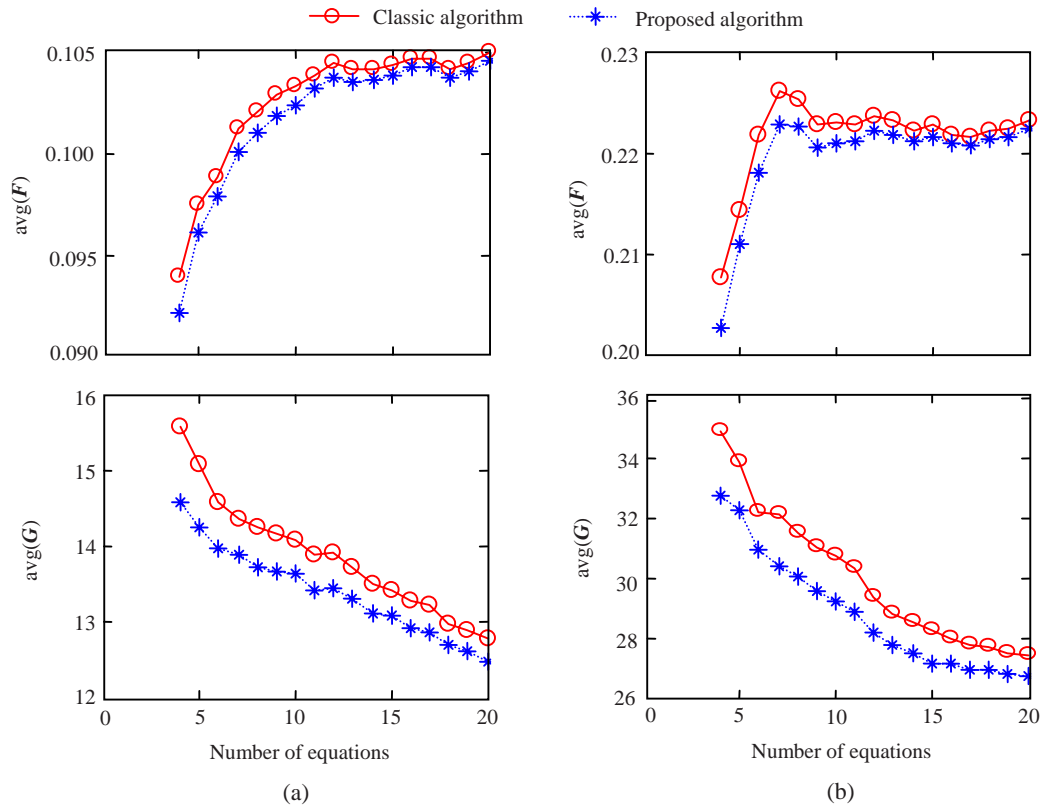 Classic algorithm
Proposed algorithm
0.105
0.100
0.095
0.090
avg(F)
0.23
0.22
0.21
0.20
avg(F)
16
15
14
13
12
avg(G)
0
5
10
15
20
Number of equations
(a)
36
34
32
30
28
26
avg(G)
0
5
10
15
20
Number of equations
(b)